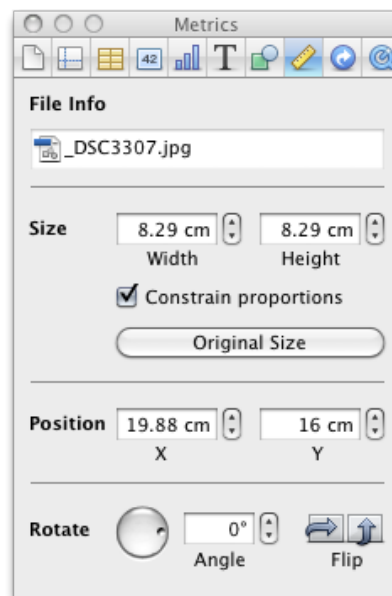 Metrics
42
T
File Info
_DSC3307.jpg
Size 8.29 cm 8.29 cm
Width Height
Constrain proportions
Original Size
Position 19.88 cm 16 cm
X Y
Rotate 0°
Angle Flip